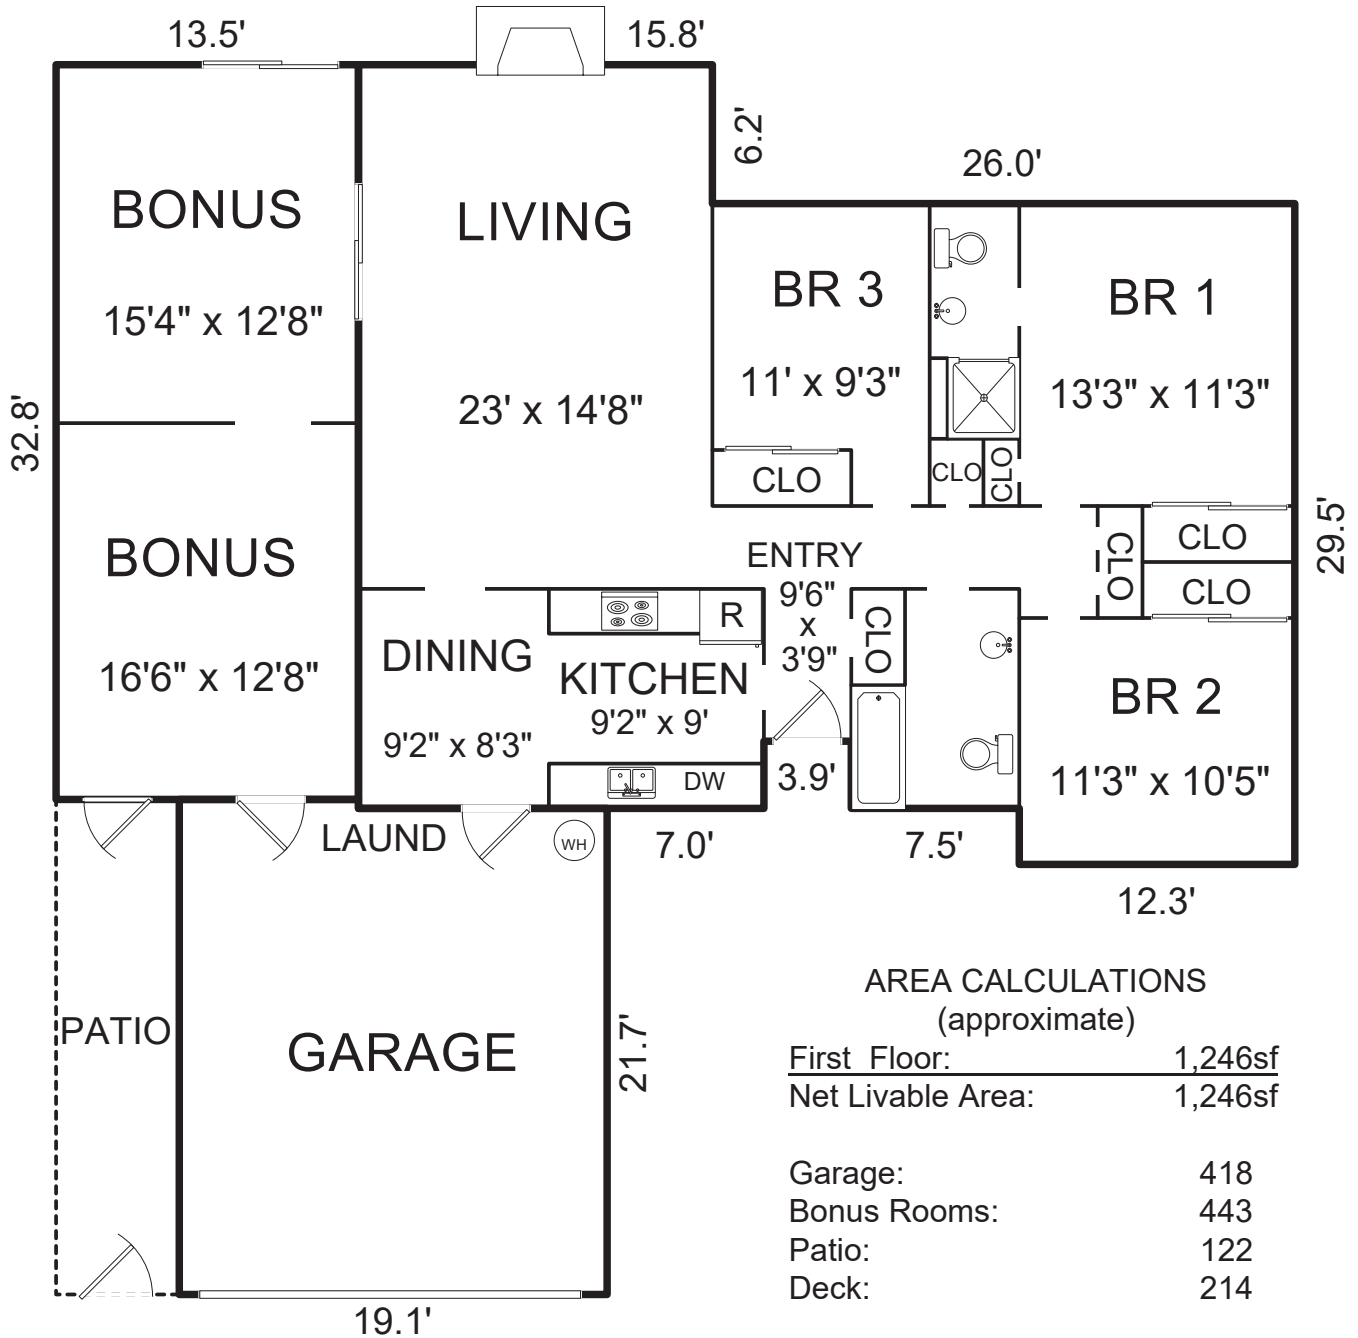 13.5'
15.8'
6.2'
26.0'
BONUS
15'4" x 12'8"
LIVING
23' x 14'8"
BR 3
11' x 9'3"
CLO
BR 1
13'3" x 11'3"
CLO
CLO
32.8'
29.5'
BONUS
16'6" x 12'8"
ENTRY
9'6"
x
3'9"
CLO
CLO
CLO
CLO
DINING
9'2" x 8'3"
R
KITCHEN
9'2" x 9'
DW
BR 2
11'3" x 10'5"
3.9'
7.0'
7.5'
12.3'
LAUND
WH
PATIO
GARAGE
21.7'
19.1'
AREA CALCULATIONS
(approximate)
First Floor: 1,246sf
Net Livable Area: 1,246sf
Garage: 418
Bonus Rooms: 443
Patio: 122
Deck: 214